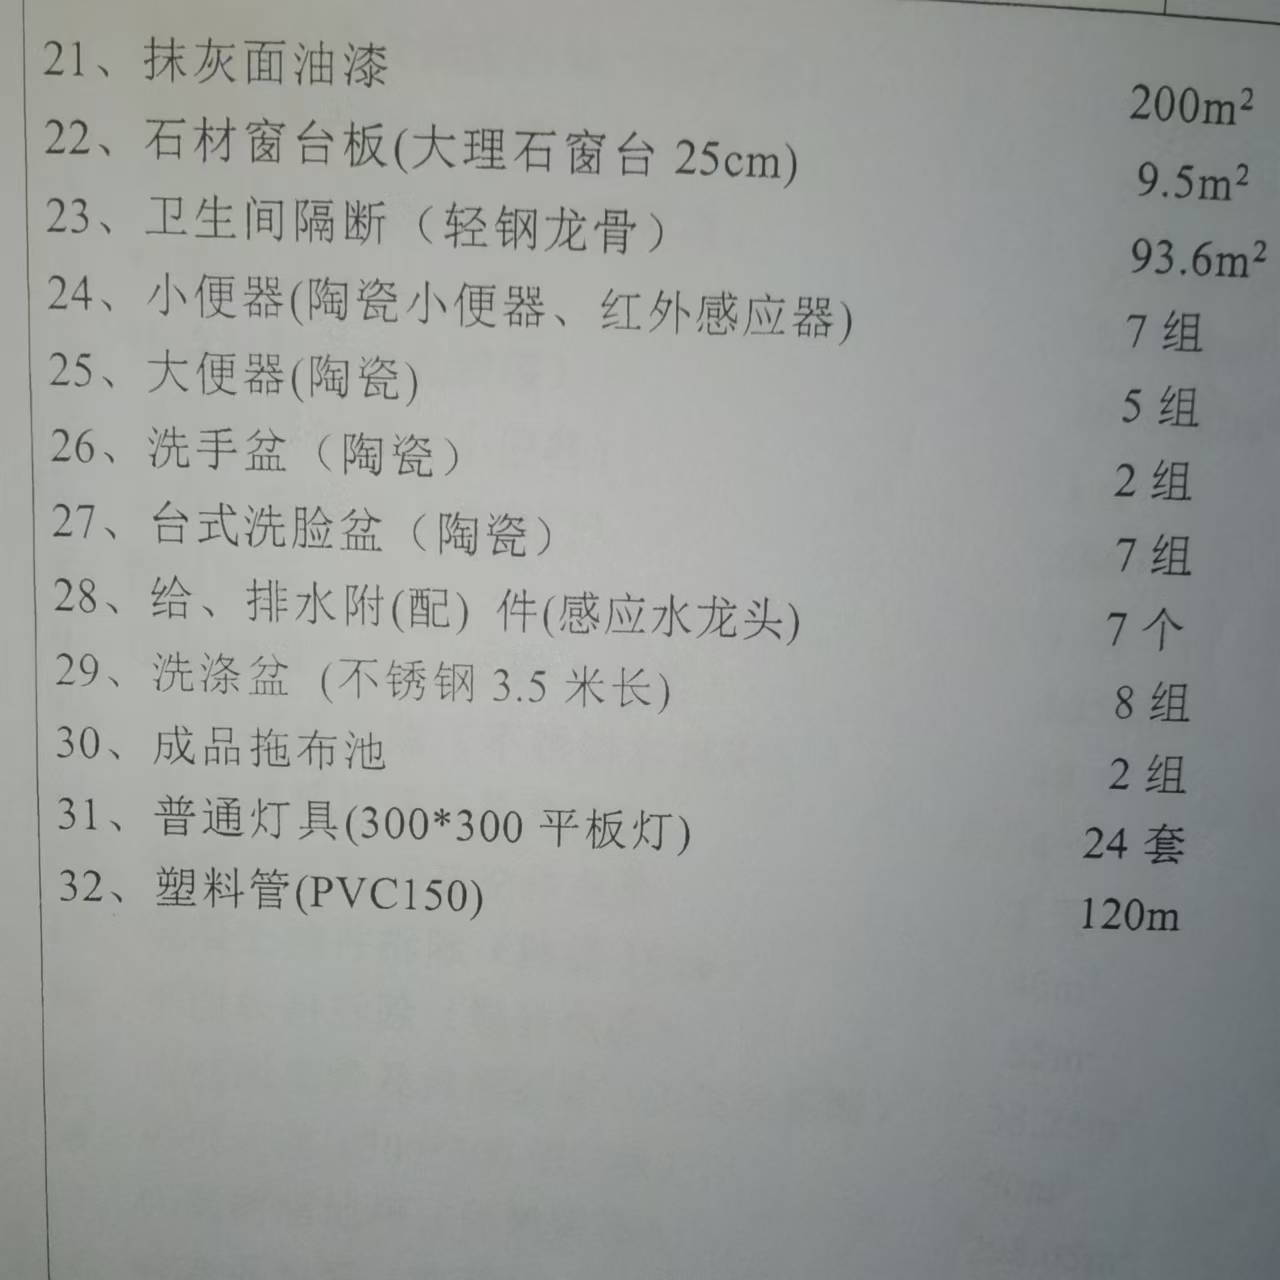 21、抹灰面油漆 200m²
22、石材窗台板(大理石窗台 25cm) 9.5m²
23、卫生间隔断（轻钢龙骨） 93.6m²
24、小便器(陶瓷小便器、红外感应器) 7 组
25、大便器(陶瓷) 5 组
26、洗手盆（陶瓷） 2 组
27、台式洗脸盆（陶瓷） 7 组
28、给、排水附(配) 件(感应水龙头) 7 个
29、洗涤盆 (不锈钢 3.5 米长) 8 组
30、成品拖布池 2 组
31、普通灯具(300*300 平板灯) 24 套
32、塑料管(PVC150) 120m